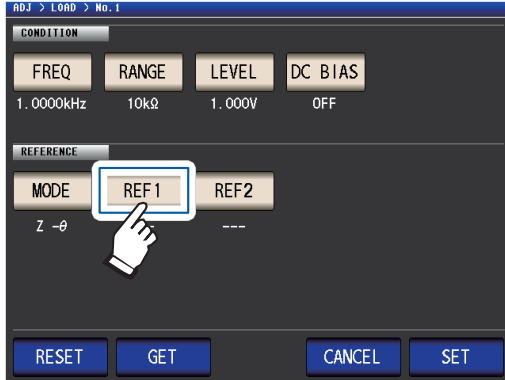 ADJ > LOAD > No.1
CONDITION
FREQ RANGE LEVEL DC BIAS
1.0000kHz 10kΩ 1.000V OFF
REFERENCE
MODE REF1 REF2
Z -θ ---
RESET GET CANCEL SET